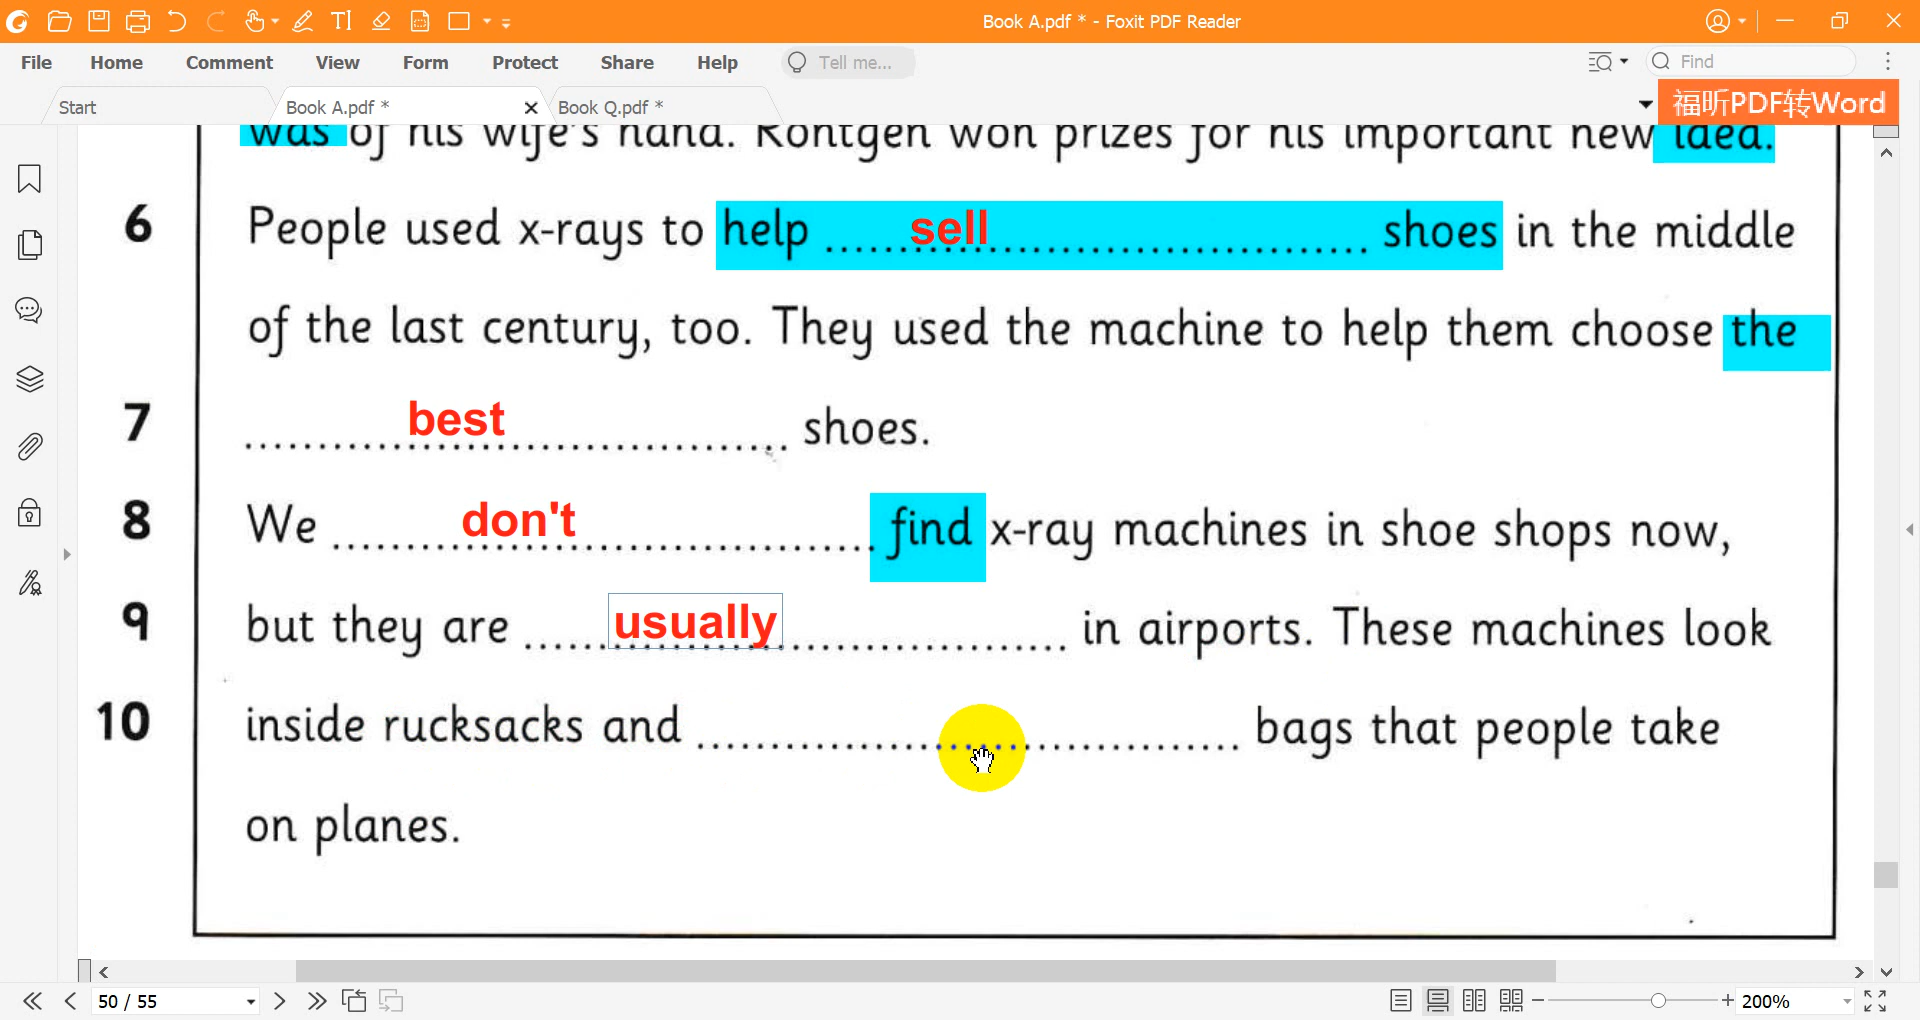 Book A.pdf * - Foxit PDF Reader
File Home Comment View Form Protect Share Help Tell me... Find
Start Book A.pdf * Book Q.pdf * 福昕PDF转Word
was of his wife's hand. Rontgen won prizes for his important new idea.
6 People used x-rays to help ......sell.......................... shoes in the middle
of the last century, too. They used the machine to help them choose the
7 ...........best................... shoes.
8 We .........don't.................... find x-ray machines in shoe shops now,
9 but they are ......usually................... in airports. These machines look
10 inside rucksacks and ..................................... bags that people take
on planes.
50 / 55 200%